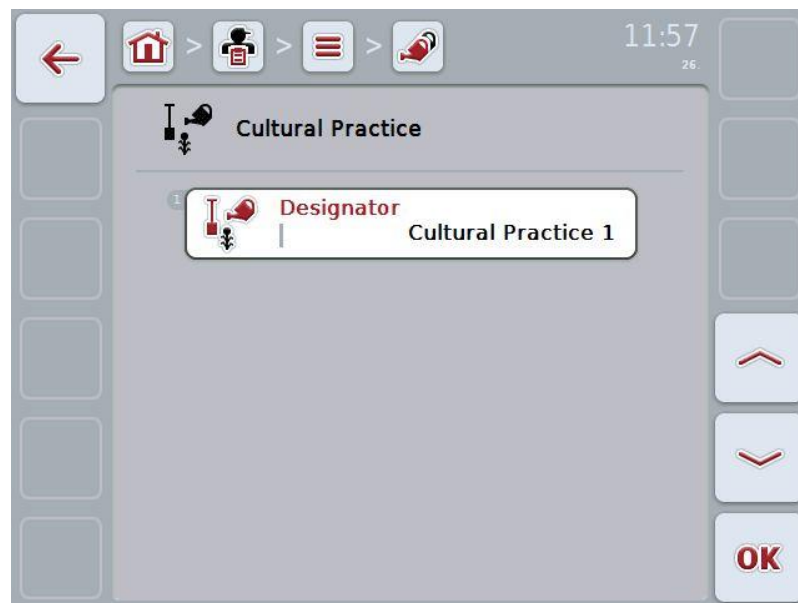 > > >
11:57
26.
Cultural Practice
1
Designator
Cultural Practice 1
OK